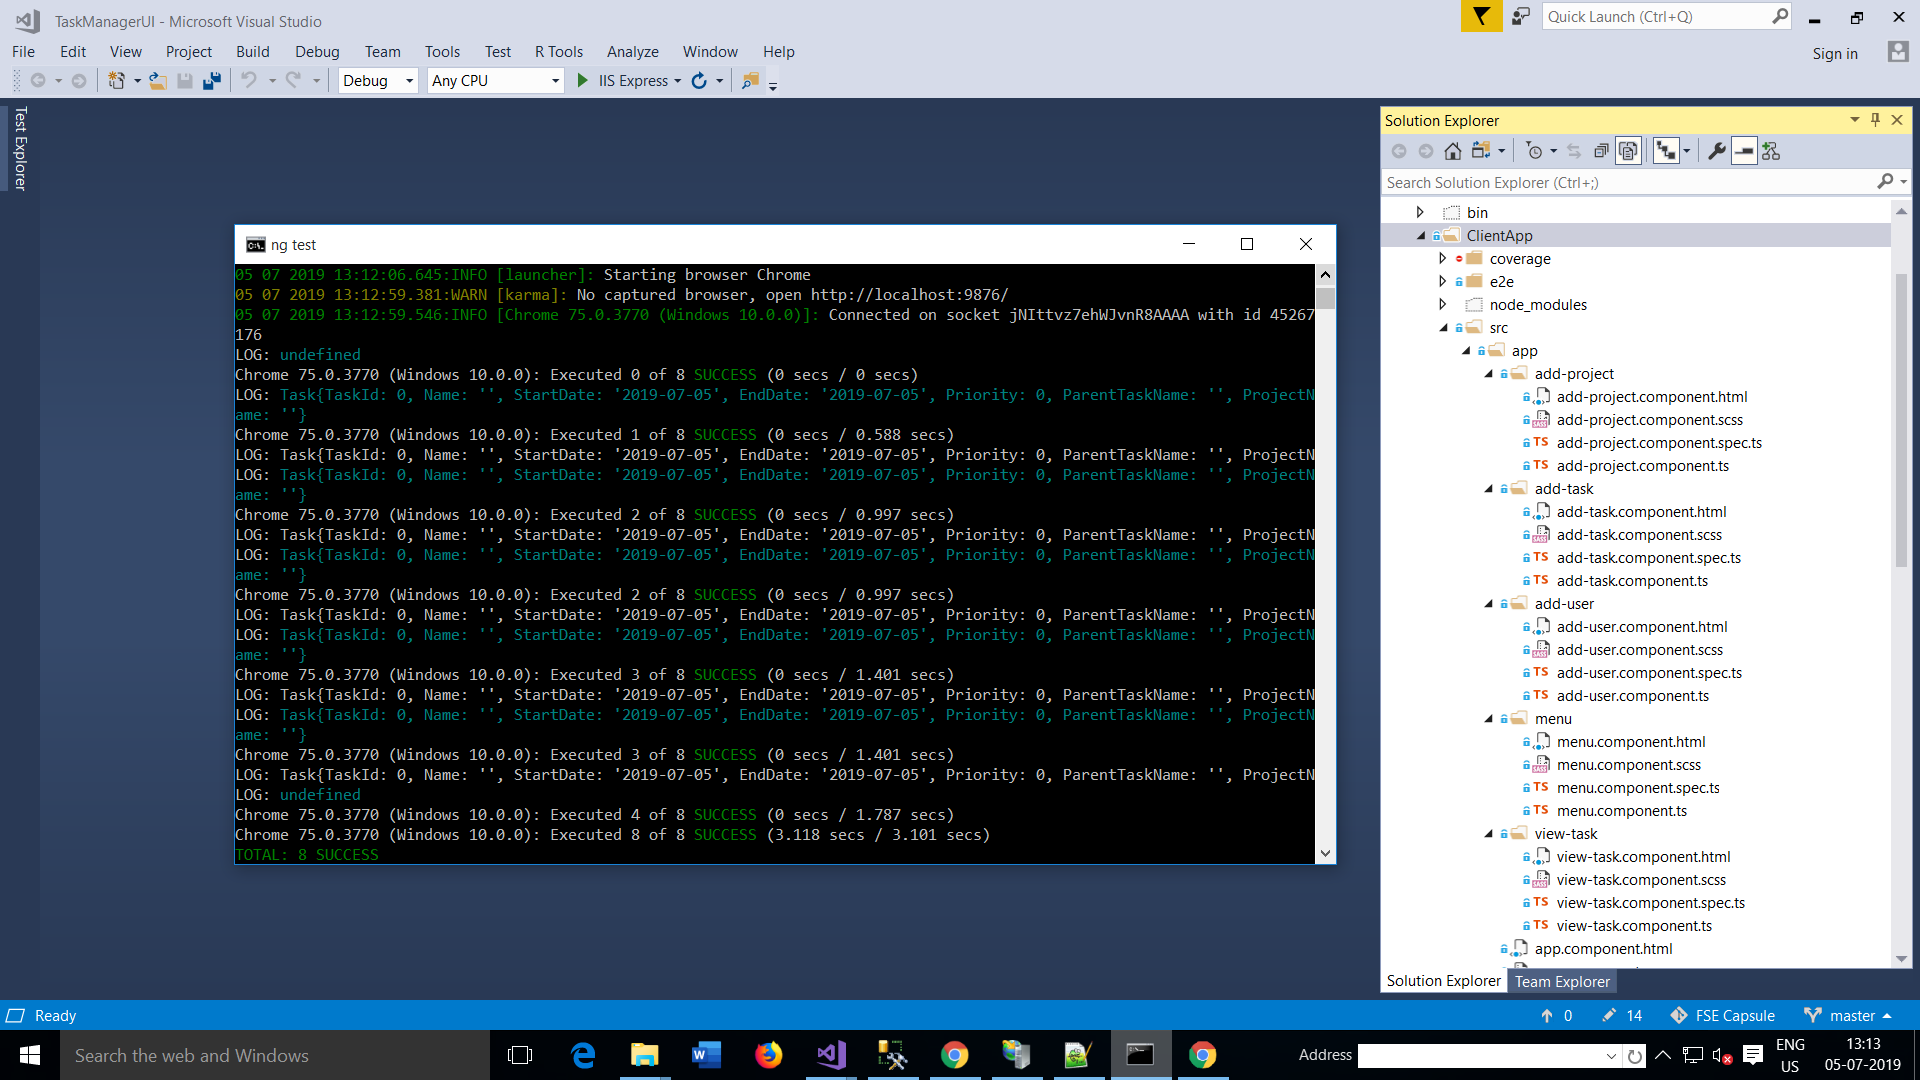 TaskManagerUI - Microsoft Visual Studio
Quick Launch (Ctrl+Q)
File Edit View Project Build Debug Team Tools Test R Tools Analyze Window Help
Sign in
Debug Any CPU IIS Express
Test Explorer
ng test
05 07 2019 13:12:06.645:INFO [launcher]: Starting browser Chrome
05 07 2019 13:12:59.381:WARN [karma]: No captured browser, open http://localhost:9876/
05 07 2019 13:12:59.546:INFO [Chrome 75.0.3770 (Windows 10.0.0)]: Connected on socket jNIttvz7ehWJvnR8AAAA with id 45267
176
LOG: undefined
Chrome 75.0.3770 (Windows 10.0.0): Executed 0 of 8 SUCCESS (0 secs / 0 secs)
LOG: Task{TaskId: 0, Name: '', StartDate: '2019-07-05', EndDate: '2019-07-05', Priority: 0, ParentTaskName: '', ProjectN
ame: ''}
Chrome 75.0.3770 (Windows 10.0.0): Executed 1 of 8 SUCCESS (0 secs / 0.588 secs)
LOG: Task{TaskId: 0, Name: '', StartDate: '2019-07-05', EndDate: '2019-07-05', Priority: 0, ParentTaskName: '', ProjectN
LOG: Task{TaskId: 0, Name: '', StartDate: '2019-07-05', EndDate: '2019-07-05', Priority: 0, ParentTaskName: '', ProjectN
ame: ''}
Chrome 75.0.3770 (Windows 10.0.0): Executed 2 of 8 SUCCESS (0 secs / 0.997 secs)
LOG: Task{TaskId: 0, Name: '', StartDate: '2019-07-05', EndDate: '2019-07-05', Priority: 0, ParentTaskName: '', ProjectN
LOG: Task{TaskId: 0, Name: '', StartDate: '2019-07-05', EndDate: '2019-07-05', Priority: 0, ParentTaskName: '', ProjectN
ame: ''}
Chrome 75.0.3770 (Windows 10.0.0): Executed 2 of 8 SUCCESS (0 secs / 0.997 secs)
LOG: Task{TaskId: 0, Name: '', StartDate: '2019-07-05', EndDate: '2019-07-05', Priority: 0, ParentTaskName: '', ProjectN
LOG: Task{TaskId: 0, Name: '', StartDate: '2019-07-05', EndDate: '2019-07-05', Priority: 0, ParentTaskName: '', ProjectN
ame: ''}
Chrome 75.0.3770 (Windows 10.0.0): Executed 3 of 8 SUCCESS (0 secs / 1.401 secs)
LOG: Task{TaskId: 0, Name: '', StartDate: '2019-07-05', EndDate: '2019-07-05', Priority: 0, ParentTaskName: '', ProjectN
LOG: Task{TaskId: 0, Name: '', StartDate: '2019-07-05', EndDate: '2019-07-05', Priority: 0, ParentTaskName: '', ProjectN
ame: ''}
Chrome 75.0.3770 (Windows 10.0.0): Executed 3 of 8 SUCCESS (0 secs / 1.401 secs)
LOG: Task{TaskId: 0, Name: '', StartDate: '2019-07-05', EndDate: '2019-07-05', Priority: 0, ParentTaskName: '', ProjectN
LOG: undefined
Chrome 75.0.3770 (Windows 10.0.0): Executed 4 of 8 SUCCESS (0 secs / 1.787 secs)
Chrome 75.0.3770 (Windows 10.0.0): Executed 8 of 8 SUCCESS (3.118 secs / 3.101 secs)
TOTAL: 8 SUCCESS
Solution Explorer
Search Solution Explorer (Ctrl+;)
bin
ClientApp
coverage
e2e
node_modules
src
app
add-project
add-project.component.html
add-project.component.scss
TS add-project.component.spec.ts
TS add-project.component.ts
add-task
add-task.component.html
add-task.component.scss
TS add-task.component.spec.ts
TS add-task.component.ts
add-user
add-user.component.html
add-user.component.scss
TS add-user.component.spec.ts
TS add-user.component.ts
menu
menu.component.html
menu.component.scss
TS menu.component.spec.ts
TS menu.component.ts
view-task
view-task.component.html
view-task.component.scss
TS view-task.component.spec.ts
TS view-task.component.ts
app.component.html
Solution Explorer Team Explorer
Ready 0 14 FSE Capsule master
Search the web and Windows
Address
ENG
US
13:13
05-07-2019